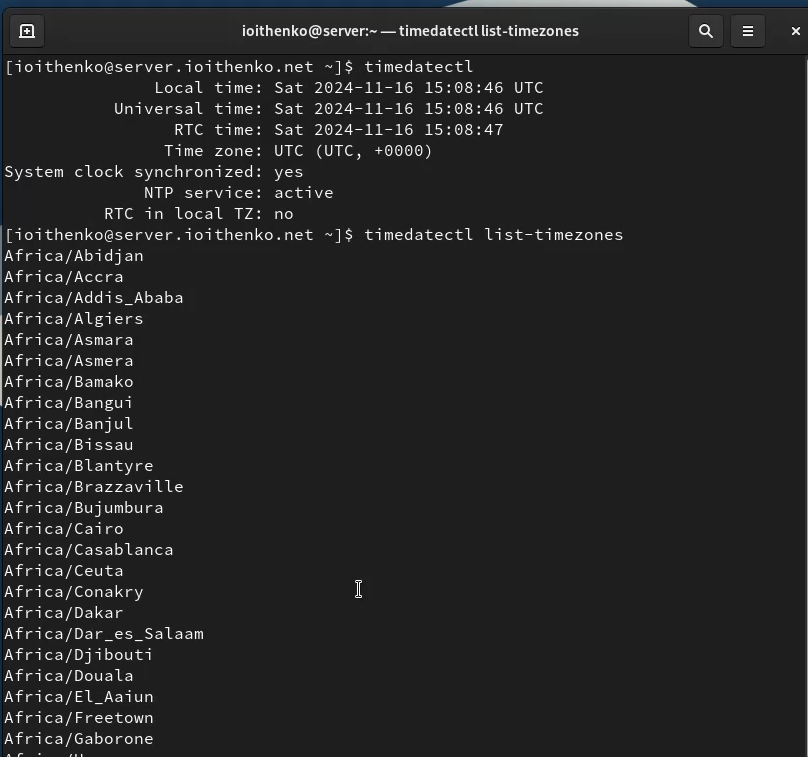 ioithenko@server:~ — timedatectl list-timezones
[ioithenko@server.ioithenko.net ~]$ timedatectl
Local time: Sat 2024-11-16 15:08:46 UTC
Universal time: Sat 2024-11-16 15:08:46 UTC
RTC time: Sat 2024-11-16 15:08:47
Time zone: UTC (UTC, +0000)
System clock synchronized: yes
NTP service: active
RTC in local TZ: no
[ioithenko@server.ioithenko.net ~]$ timedatectl list-timezones
Africa/Abidjan
Africa/Accra
Africa/Addis_Ababa
Africa/Algiers
Africa/Asmara
Africa/Asmera
Africa/Bamako
Africa/Bangui
Africa/Banjul
Africa/Bissau
Africa/Blantyre
Africa/Brazzaville
Africa/Bujumbura
Africa/Cairo
Africa/Casablanca
Africa/Ceuta
Africa/Conakry
Africa/Dakar
Africa/Dar_es_Salaam
Africa/Djibouti
Africa/Douala
Africa/El_Aaiun
Africa/Freetown
Africa/Gaborone